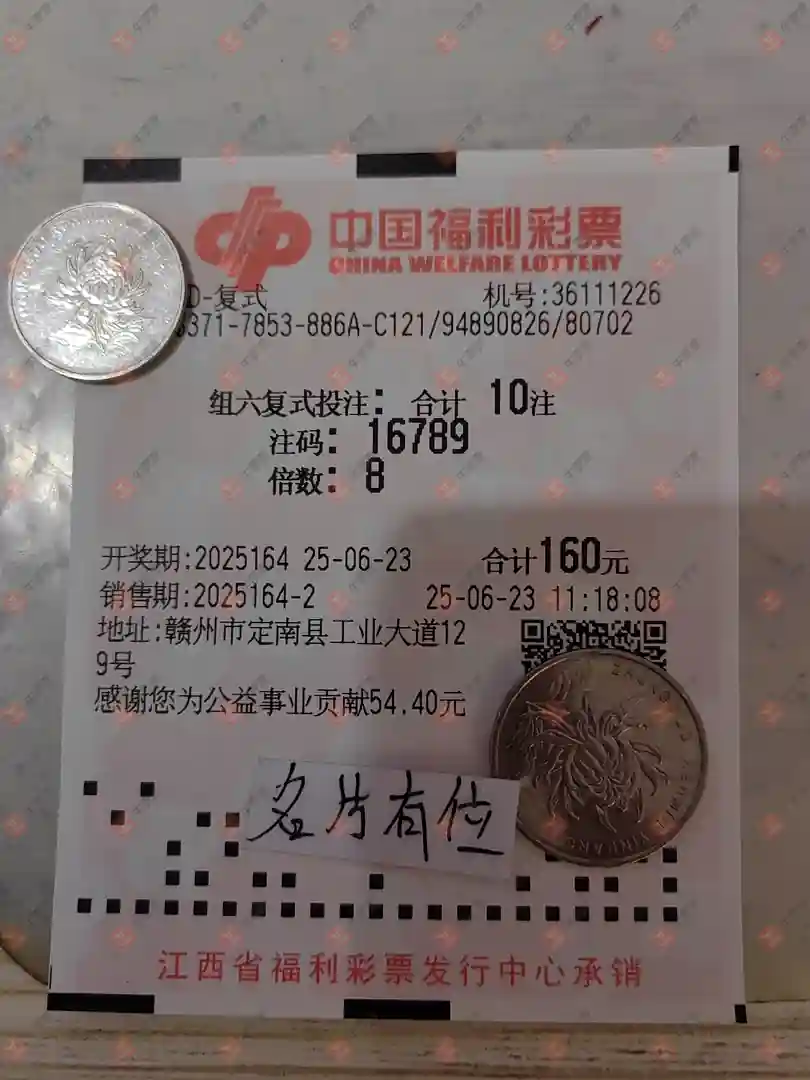 中国福利彩票
CHINA WELFARE LOTTERY
D-复式 机号:36111226
3371-7853-886A-C121/94890826/80702
组六复式投注: 合计 10注
注码: 16789
倍数: 8
开奖期:2025164 25-06-23 合计160元
销售期:2025164-2 25-06-23 11:18:08
地址:赣州市定南县工业大道12
9号
感谢您为公益事业贡献54.40元
名片有位
江西省福利彩票发行中心承销